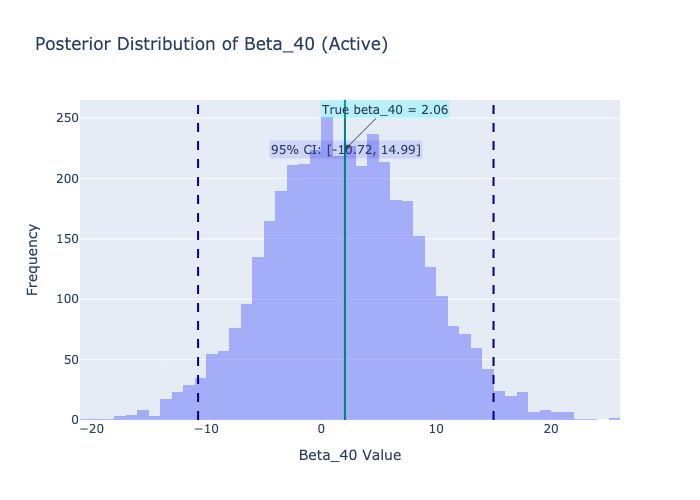 Posterior Distribution of Beta_40 (Active)
True beta_40 = 2.06
95% CI: [-10.72, 14.99]
250
200
150
100
50
0
Frequency
−20
−10
0
10
20
Beta_40 Value